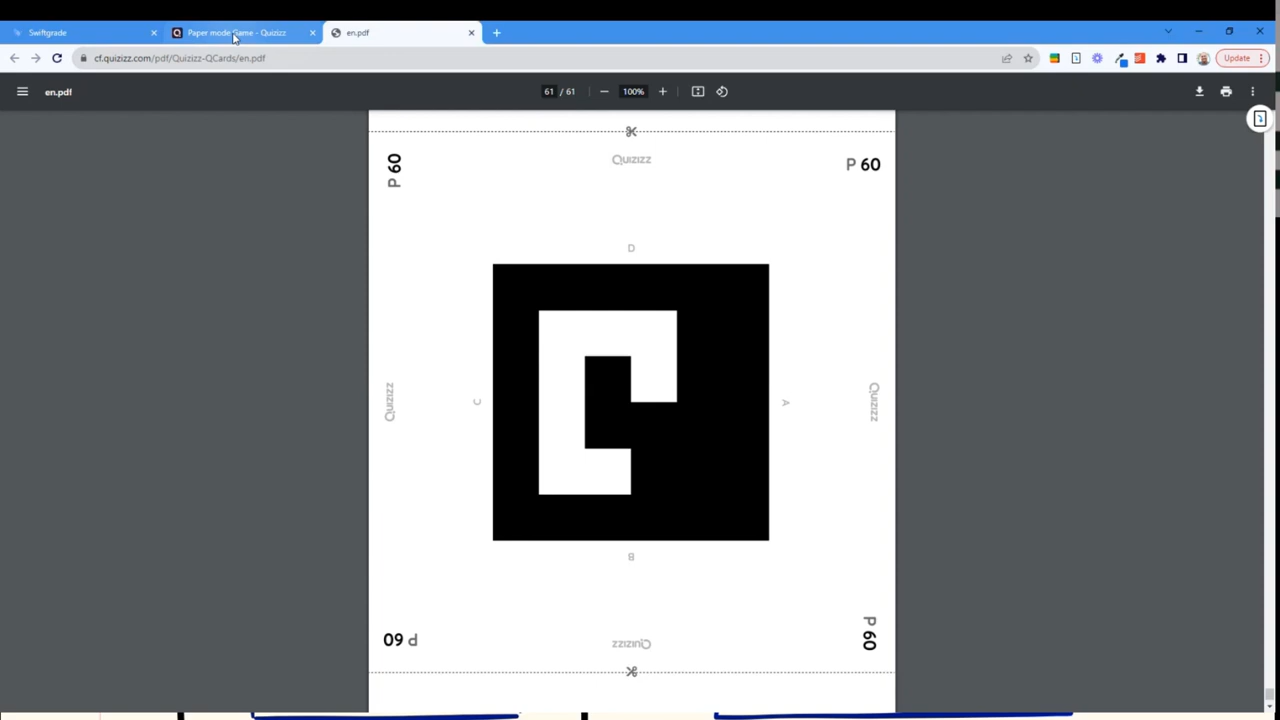 Swiftgrade
Paper mode Game - Quizizz
en.pdf
cf.quizizz.com/pdf/Quizizz-QCards/en.pdf
Update
en.pdf
61 / 61
100%
P 60
Quizizz
P 60
D
Quizizz
C
A
Quizizz
B
P 60
Quizizz
P 60